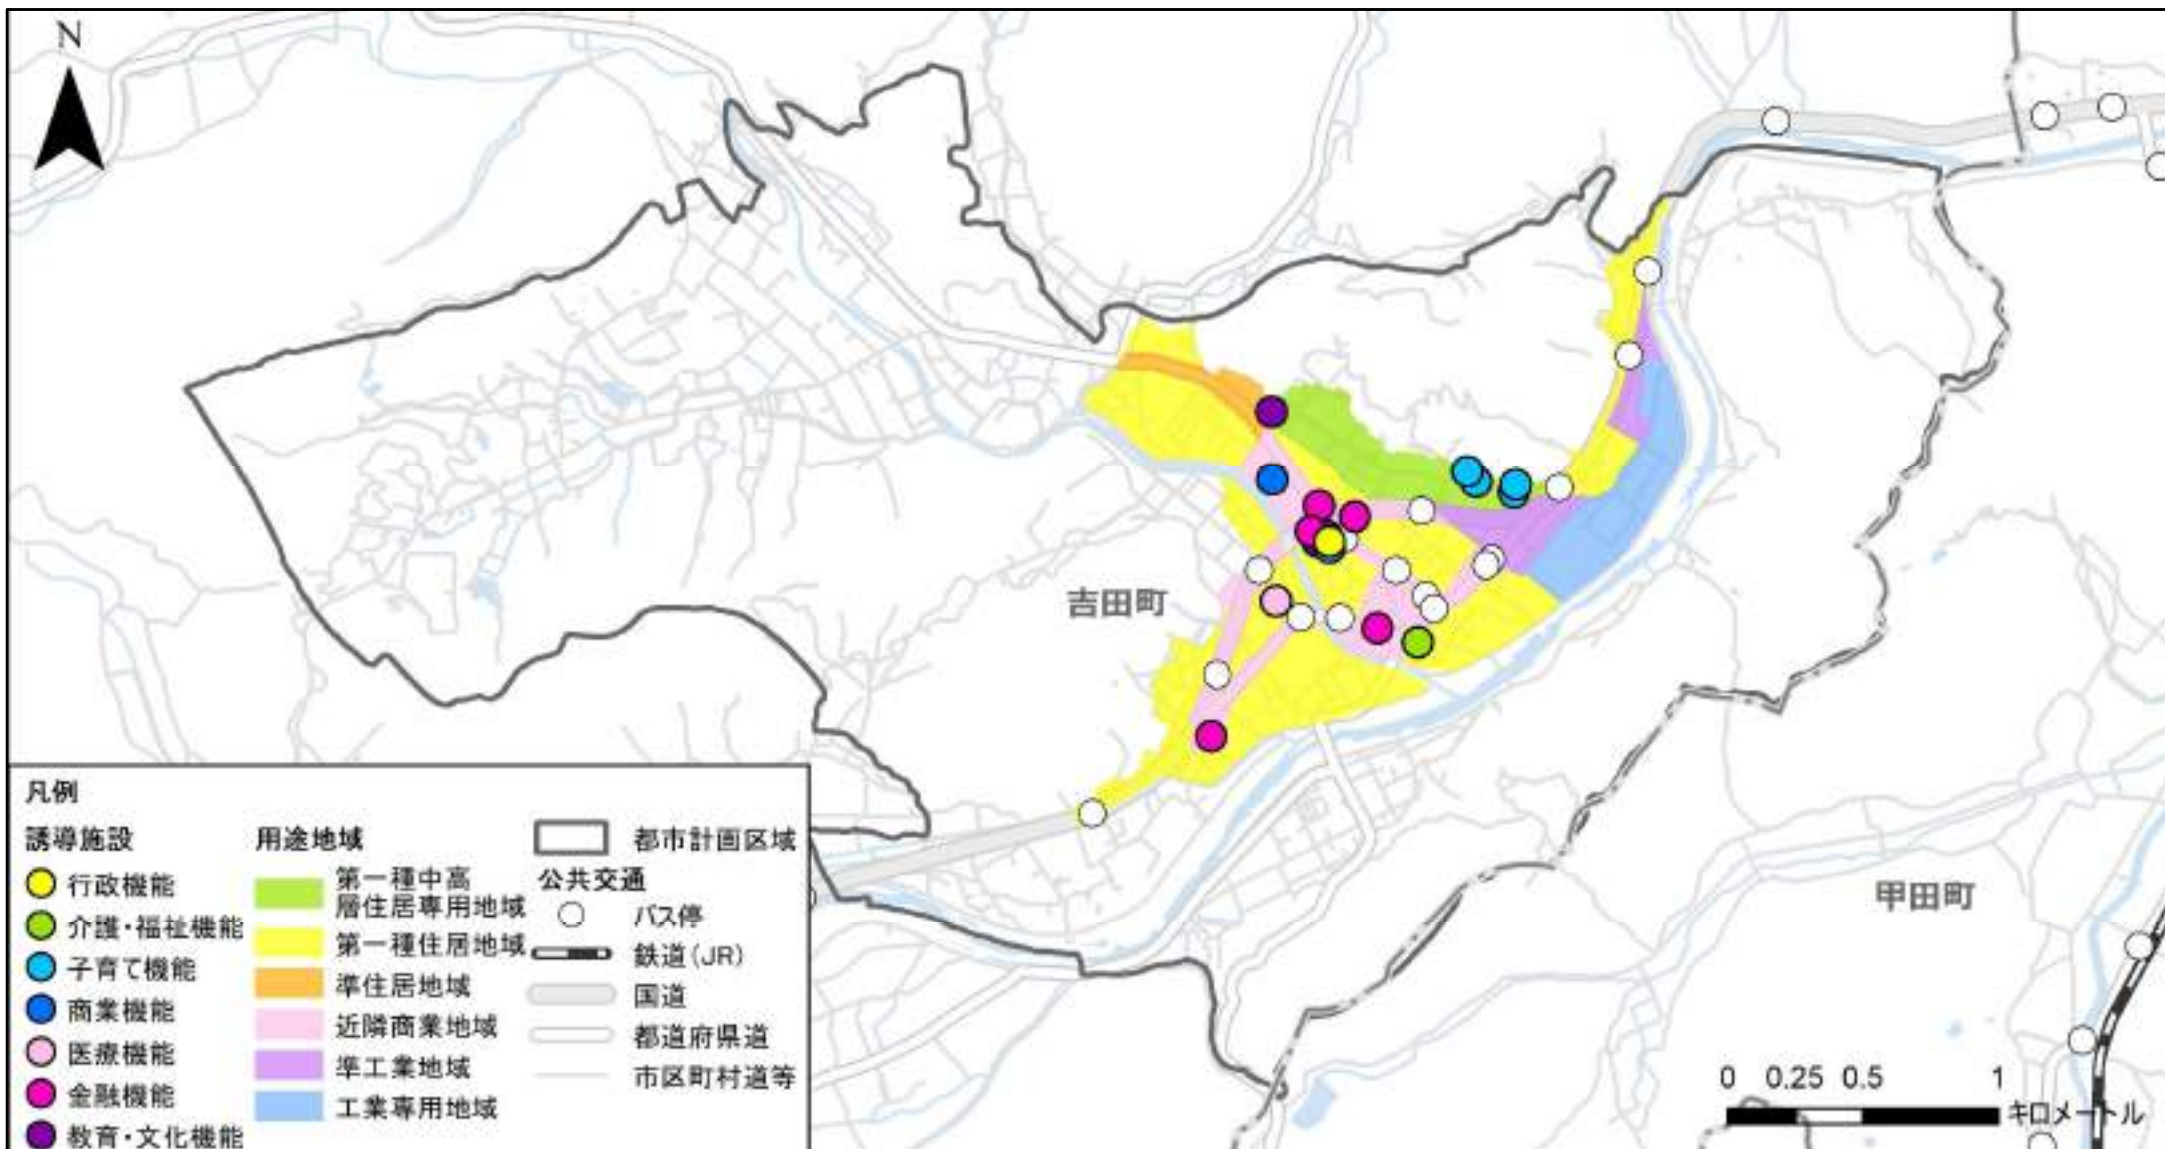 N
吉田町
甲田町
凡例
誘導施設
行政機能
介護・福祉機能
子育て機能
商業機能
医療機能
金融機能
教育・文化機能
用途地域
第一種中高
層住居専用地域
第一種住居地域
準住居地域
近隣商業地域
準工業地域
工業専用地域
都市計画区域
公共交通
バス停
鉄道(JR)
国道
都道府県道
市区町村道等
0 0.25 0.5 1
キロメートル